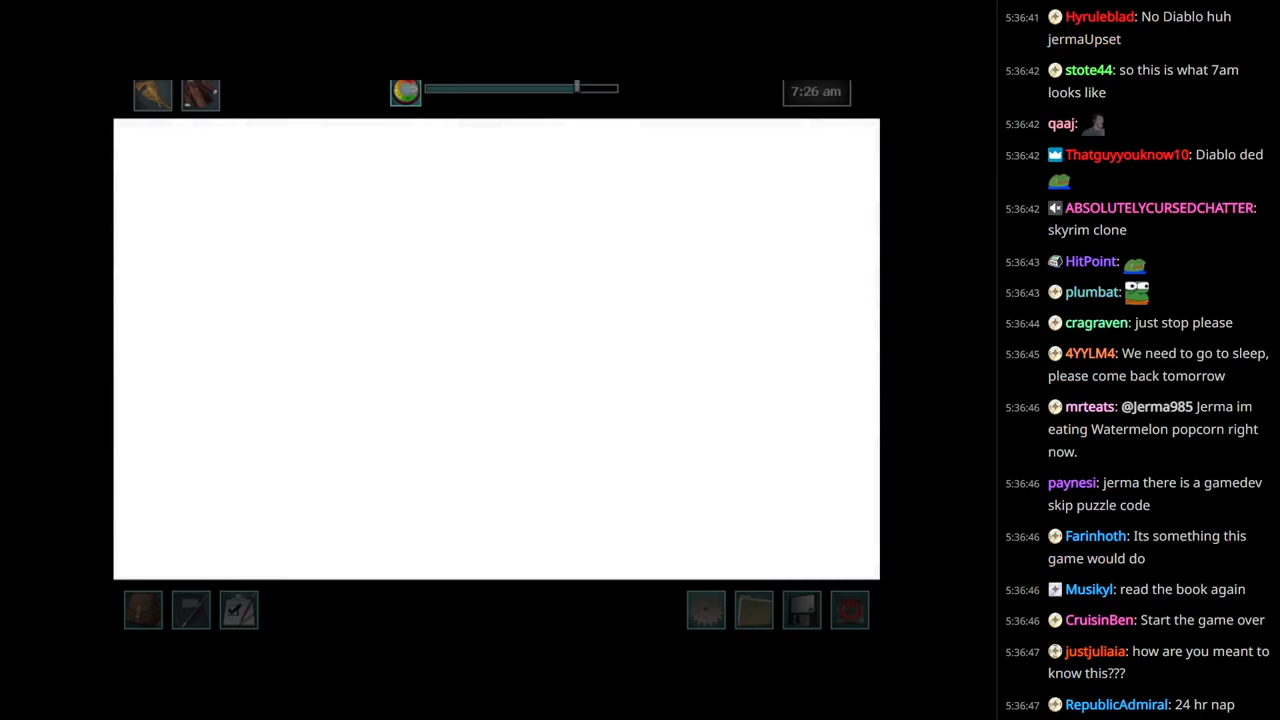 7:26 am
5:36:41 Hyruleblad: No Diablo huh
jermaUpset
5:36:42 stote44: so this is what 7am
looks like
5:36:42 qaaj:
5:36:42 Thatguyyouknow10: Diablo ded
5:36:42 ABSOLUTELYCURSEDCHATTER:
skyrim clone
5:36:43 HitPoint:
5:36:43 plumbat:
5:36:44 cragraven: just stop please
5:36:45 4YYLM4: We need to go to sleep,
please come back tomorrow
5:36:46 mrteats: @Jerma985 Jerma im
eating Watermelon popcorn right
now.
5:36:46 paynesi: jerma there is a gamedev
skip puzzle code
5:36:46 Farinhoth: Its something this
game would do
5:36:46 Musikyl: read the book again
5:36:46 CruisinBen: Start the game over
5:36:47 justjuliaia: how are you meant to
know this???
5:36:47 RepublicAdmiral: 24 hr nap